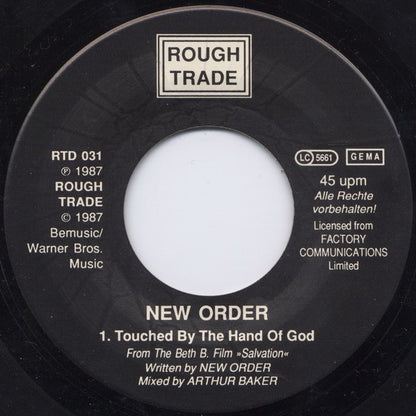 ROUGH
TRADE
RTD 031
℗ 1987
ROUGH
TRADE
© 1987
Bemusic/
Warner Bros.
Music
LC 5661
GEMA
45 upm
Alle Rechte
vorbehalten!
Licensed from
FACTORY
COMMUNICATIONS
Limited
NEW ORDER
1. Touched By The Hand Of God
From The Beth B. Film »Salvation«
Written by NEW ORDER
Mixed by ARTHUR BAKER